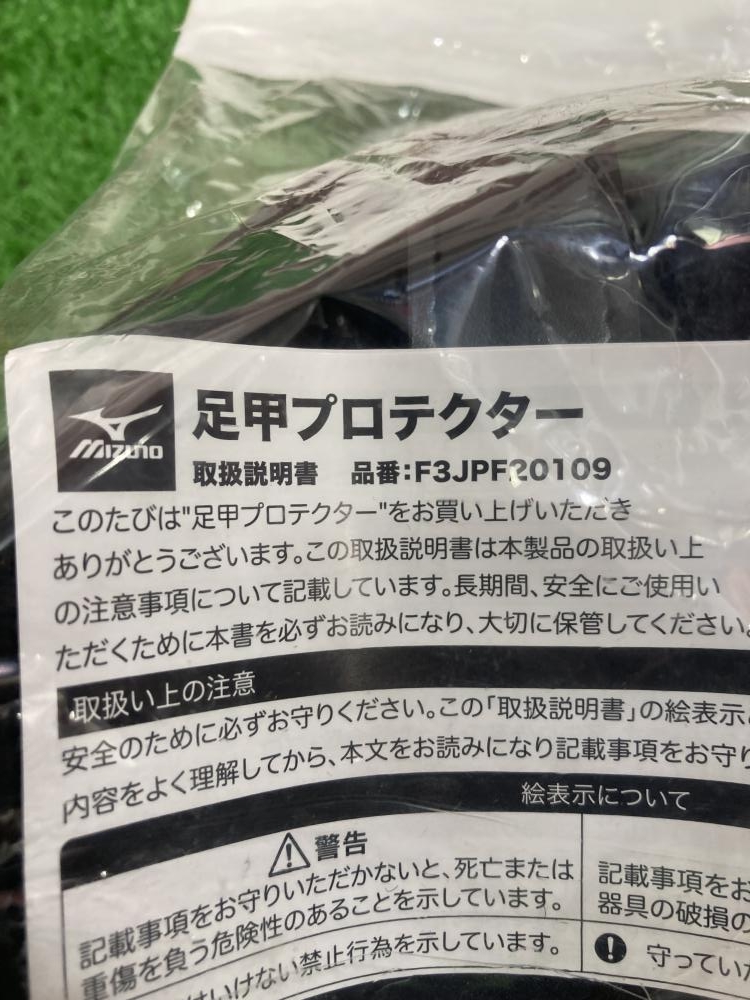 MIZUNO
足甲プロテクター
取扱説明書 品番:F3JPF20109
このたびは"足甲プロテクター"をお買い上げいただき
ありがとうございます。この取扱説明書は本製品の取扱い上
の注意事項について記載しています。長期間、安全にご使用い
ただくために本書を必ずお読みになり、大切に保管してください。
取扱い上の注意
安全のために必ずお守りください。この「取扱説明書」の絵表示
内容をよく理解してから、本文をお読みになり記載事項をお守り
絵表示について
警告
記載事項をお守りいただかないと、死亡または
重傷を負う危険性のあることを示しています。
はいけない禁止行為を示しています。
記載事項をお
器具の破損の
守ってい